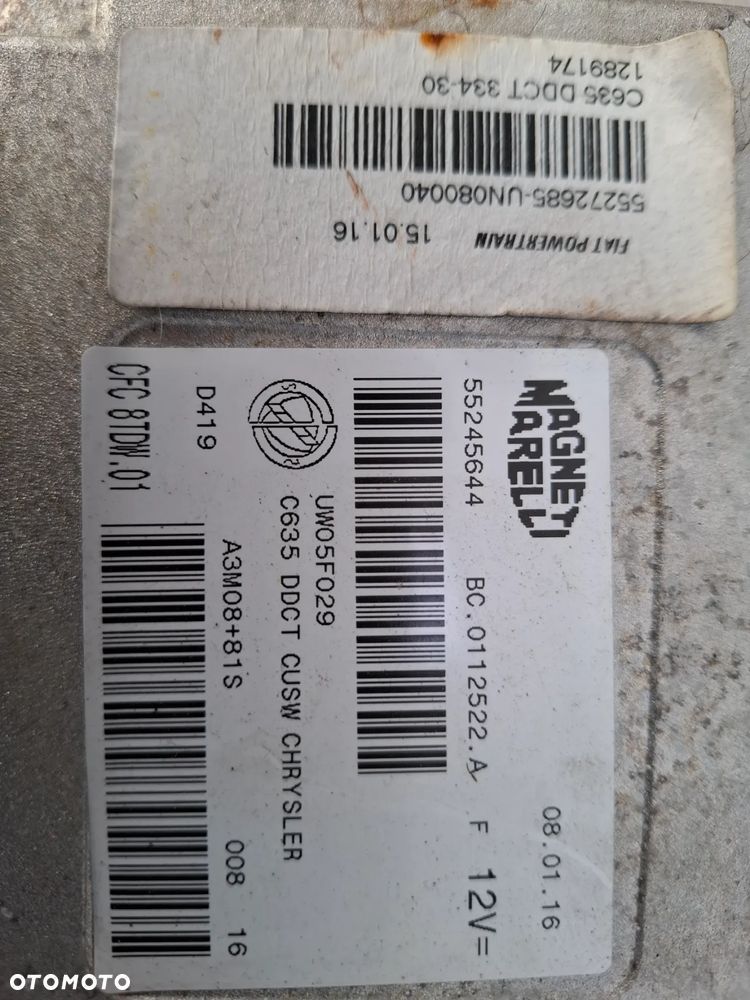 FIAT POWERTRAIN 15.01.16
55272685-UN080040
C635 DDCT 334-30
1289174
MAGNETI
MARELLI
08.01.16
55245644 BC.0112522.A F 12V=
UW05F029
C635 DDCT CUSW CHRYSLER
D419
A3M08+81S 008 16
CFC 8TDW.01
OTOMOTO